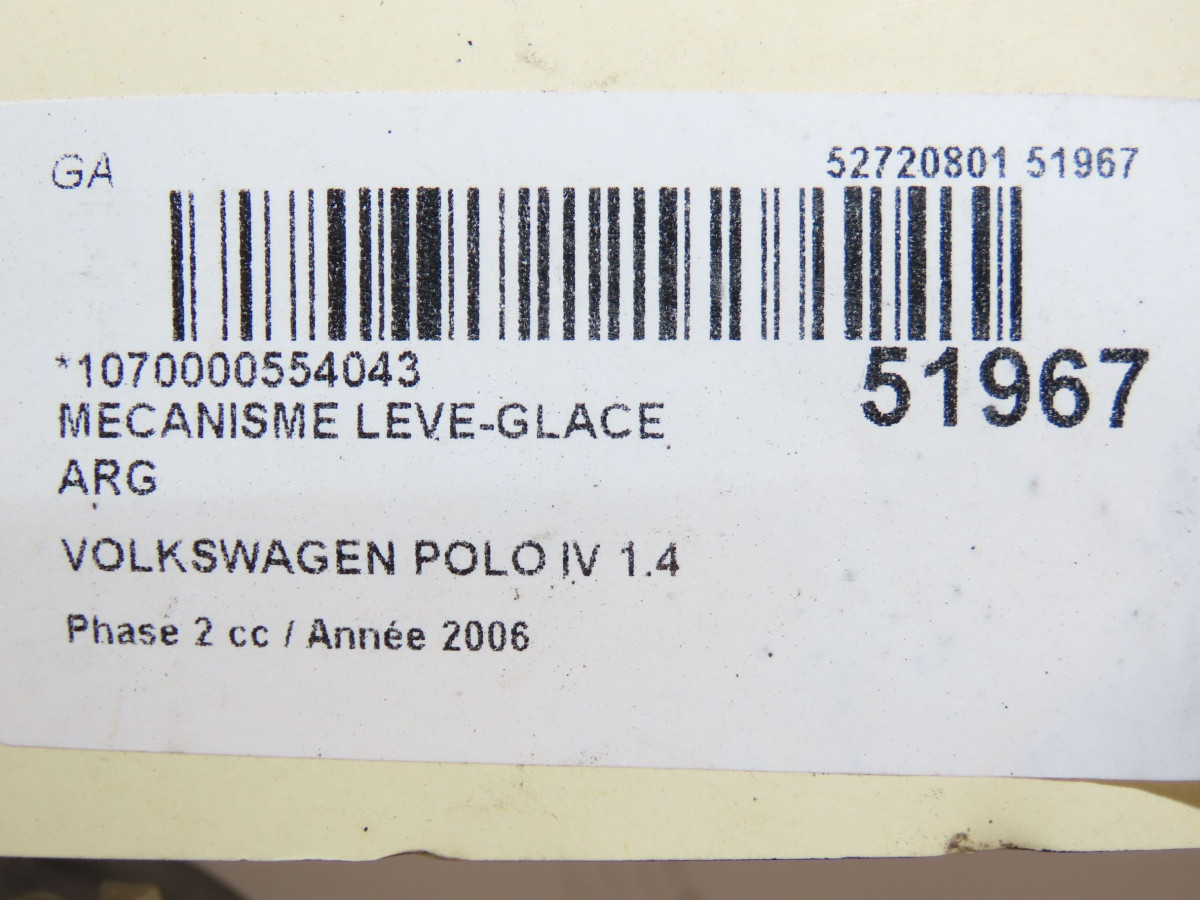 GA
52720801 51967
*1070000554043
51967
MECANISME LEVE-GLACE
ARG
VOLKSWAGEN POLO IV 1.4
Phase 2 cc / Année 2006